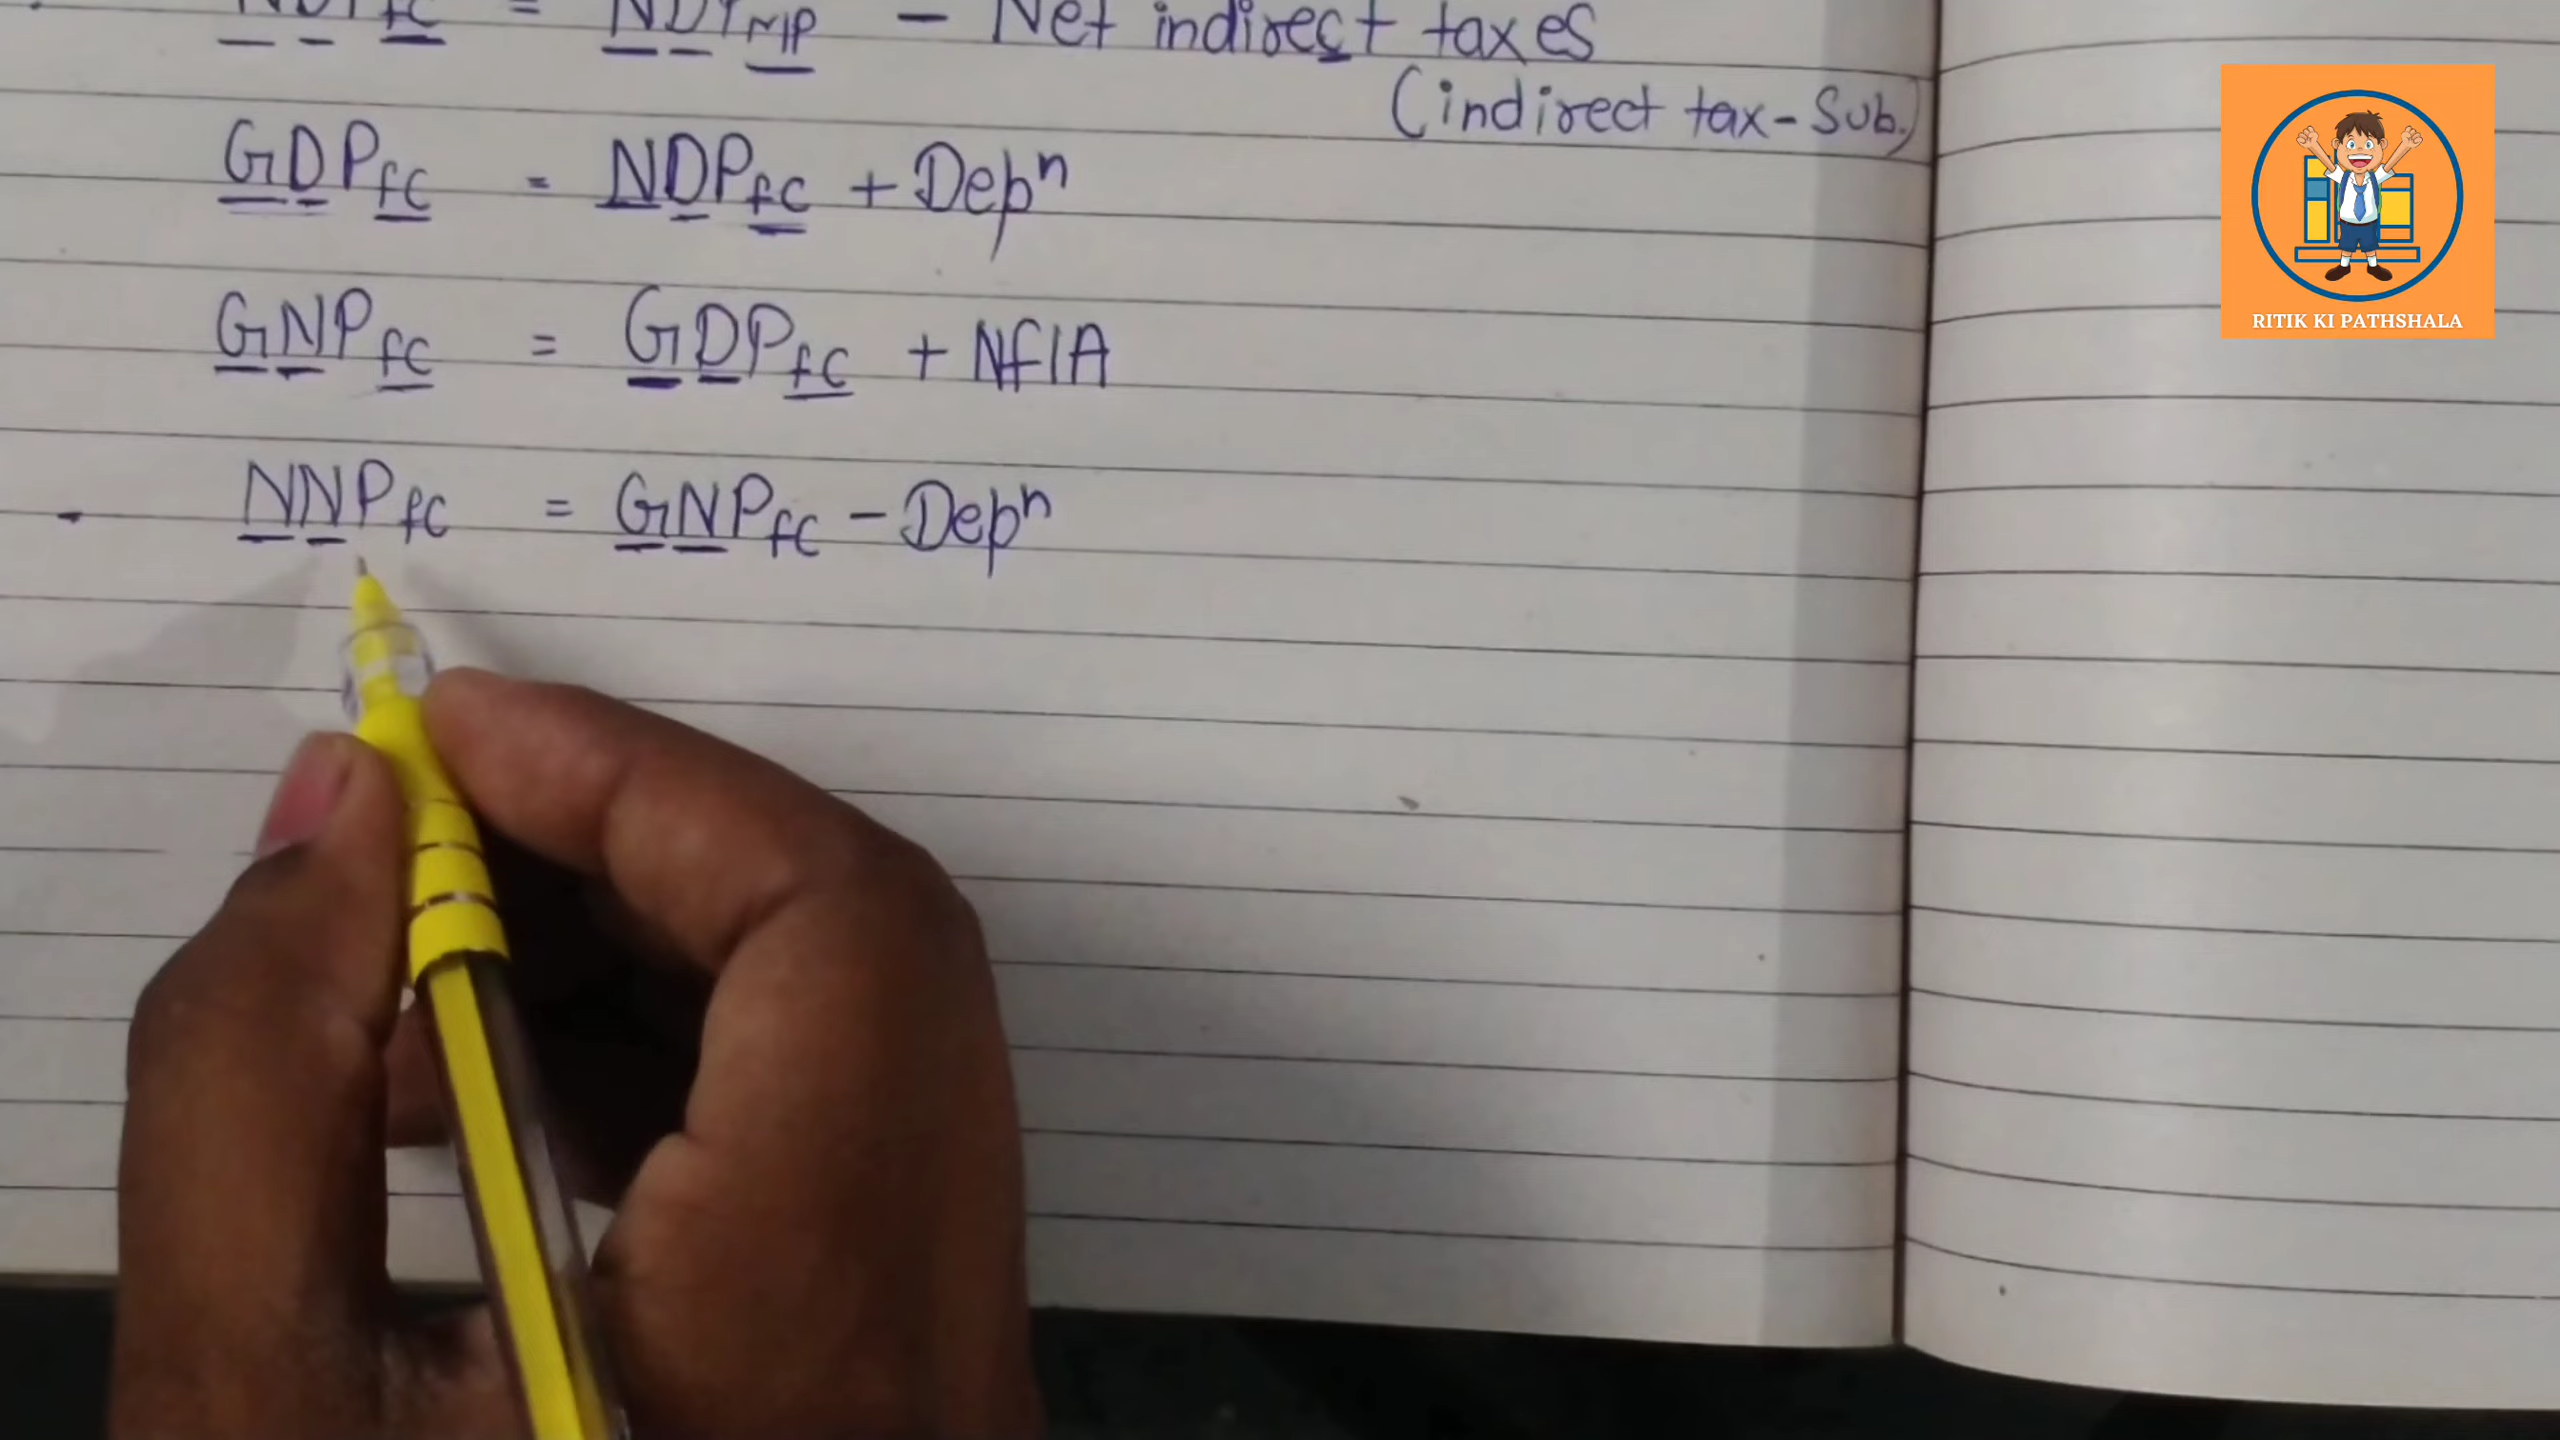 NDPfc = NDPMP - Net indirect taxes
(indirect tax - Sub.)
GDPfc = NDPfc + Depn
GNPfc = GDPfc + NFIA
- NNPfc = GNPfc - Depn
RITIK KI PATHSHALA